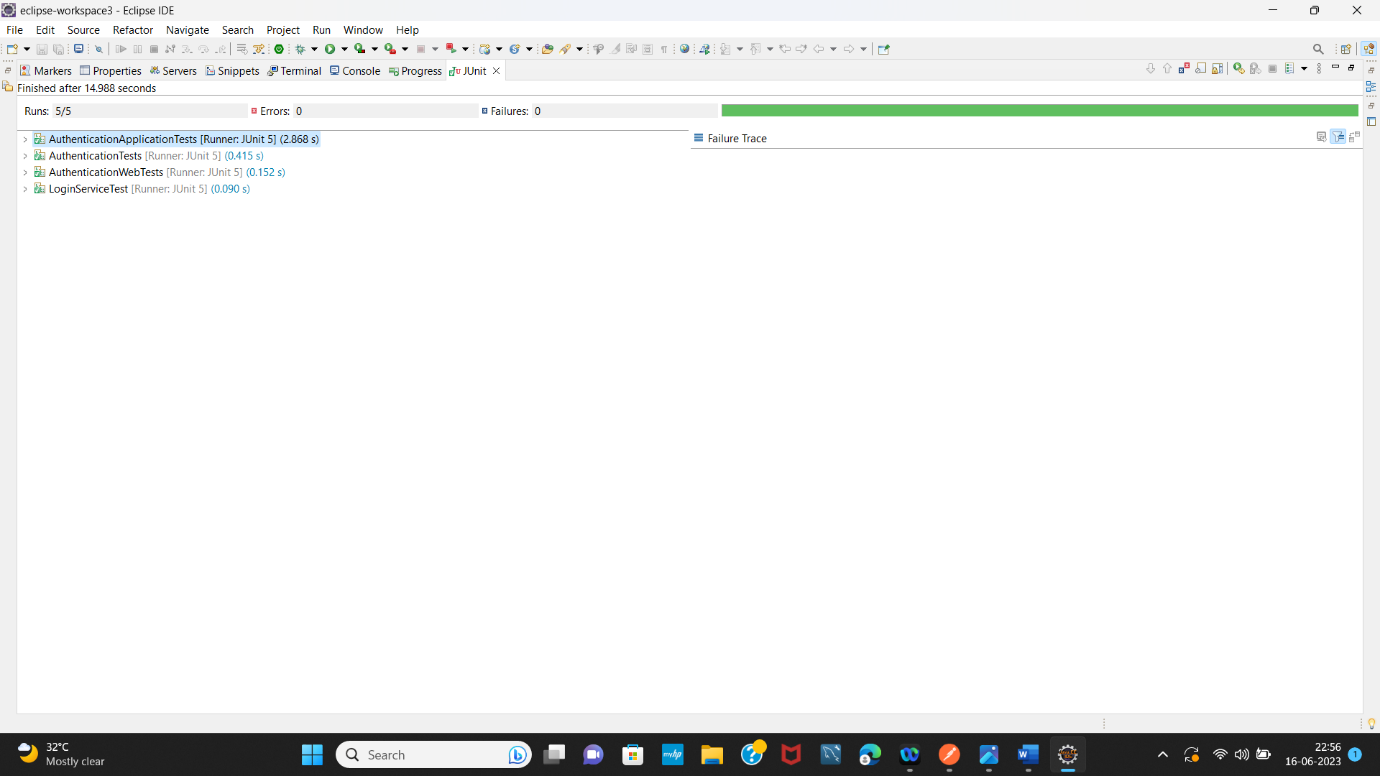 eclipse-workspace3 - Eclipse IDE
File Edit Source Refactor Navigate Search Project Run Window Help
Markers Properties Servers Snippets Terminal Console Progress JUnit
Finished after 14.988 seconds
Runs: 5/5 Errors: 0 Failures: 0
AuthenticationApplicationTests [Runner: JUnit 5] (2.868 s)
Failure Trace
AuthenticationTests [Runner: JUnit 5] (0.415 s)
AuthenticationWebTests [Runner: JUnit 5] (0.152 s)
LoginServiceTest [Runner: JUnit 5] (0.090 s)
32°C
Mostly clear
Search
myhp
22:56
16-06-2023
1